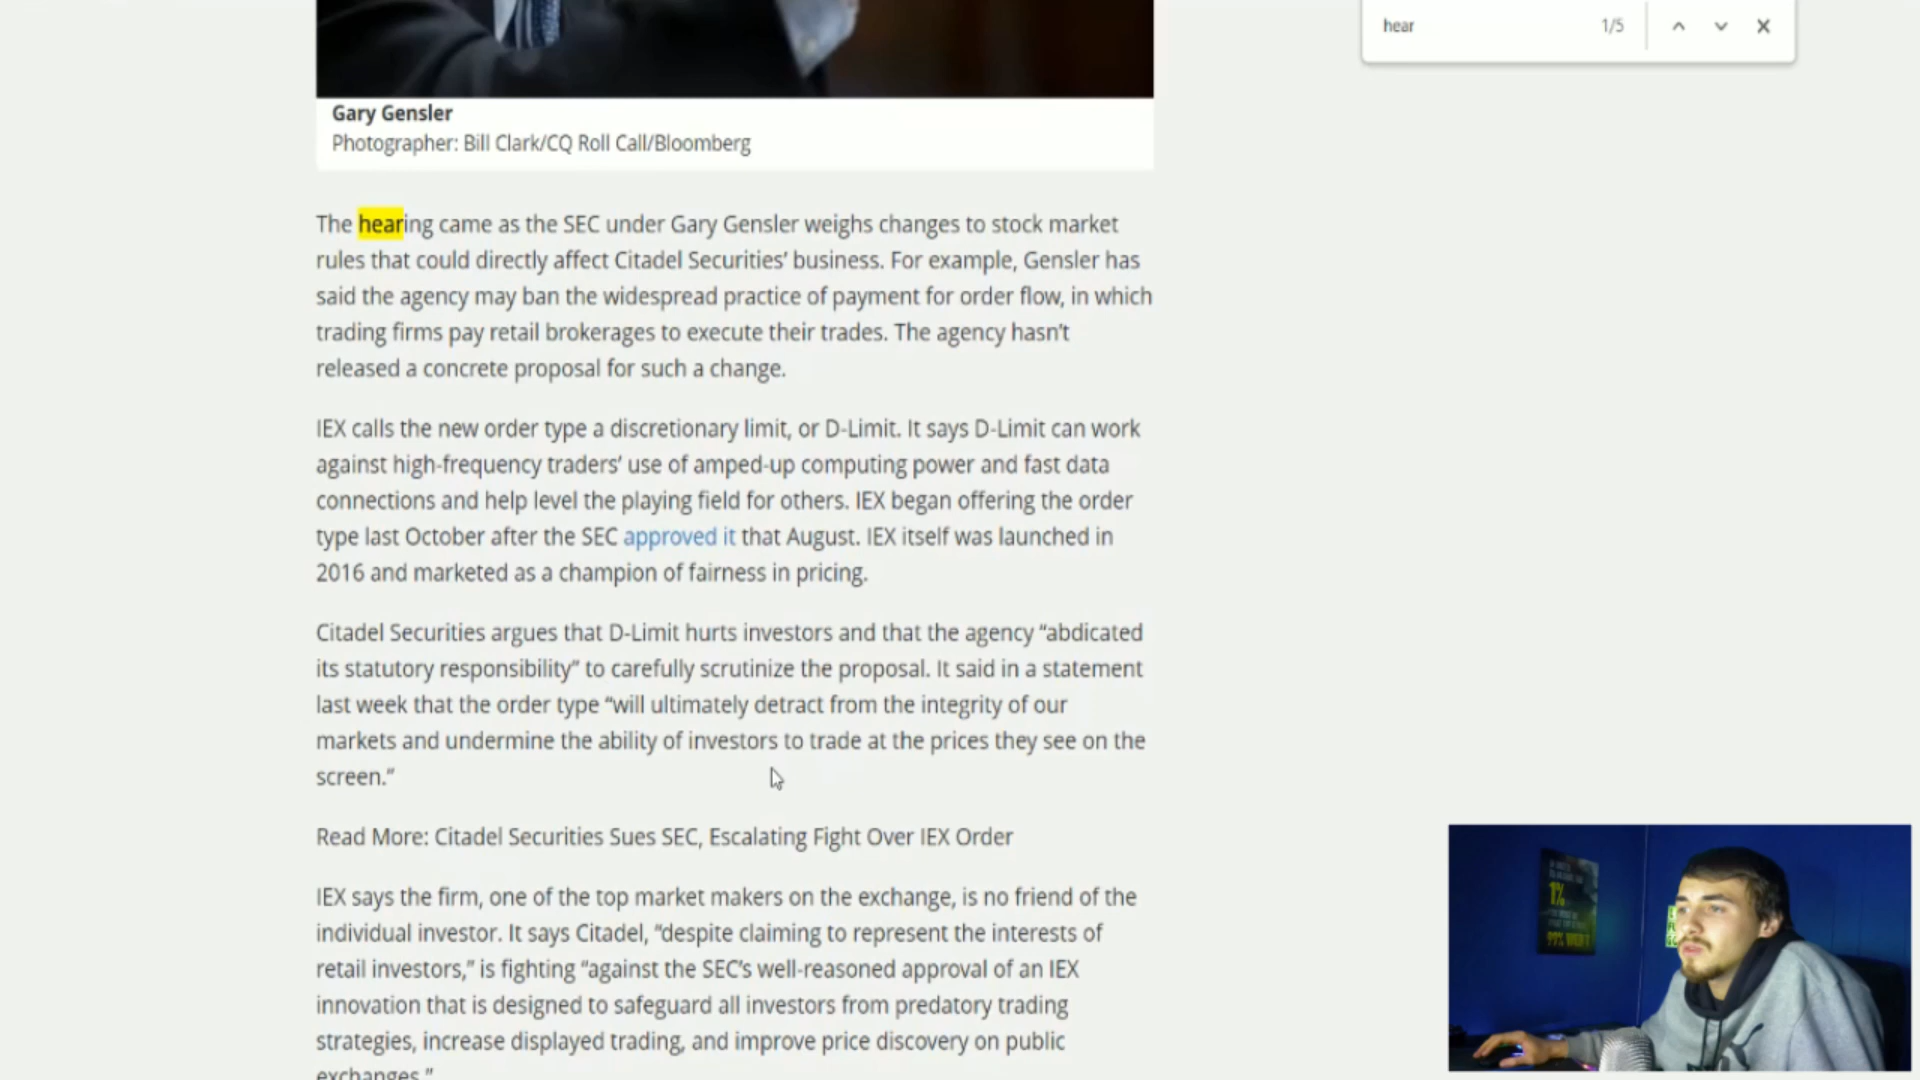 hear 1/5
Gary Gensler
Photographer: Bill Clark/CQ Roll Call/Bloomberg
The hearing came as the SEC under Gary Gensler weighs changes to stock market
rules that could directly affect Citadel Securities’ business. For example, Gensler has
said the agency may ban the widespread practice of payment for order flow, in which
trading firms pay retail brokerages to execute their trades. The agency hasn’t
released a concrete proposal for such a change.
IEX calls the new order type a discretionary limit, or D-Limit. It says D-Limit can work
against high-frequency traders’ use of amped-up computing power and fast data
connections and help level the playing field for others. IEX began offering the order
type last October after the SEC approved it that August. IEX itself was launched in
2016 and marketed as a champion of fairness in pricing.
Citadel Securities argues that D-Limit hurts investors and that the agency “abdicated
its statutory responsibility” to carefully scrutinize the proposal. It said in a statement
last week that the order type “will ultimately detract from the integrity of our
markets and undermine the ability of investors to trade at the prices they see on the
screen.”
Read More: Citadel Securities Sues SEC, Escalating Fight Over IEX Order
IEX says the firm, one of the top market makers on the exchange, is no friend of the
individual investor. It says Citadel, “despite claiming to represent the interests of
retail investors,” is fighting “against the SEC’s well-reasoned approval of an IEX
innovation that is designed to safeguard all investors from predatory trading
strategies, increase displayed trading, and improve price discovery on public
exchanges.”
1%